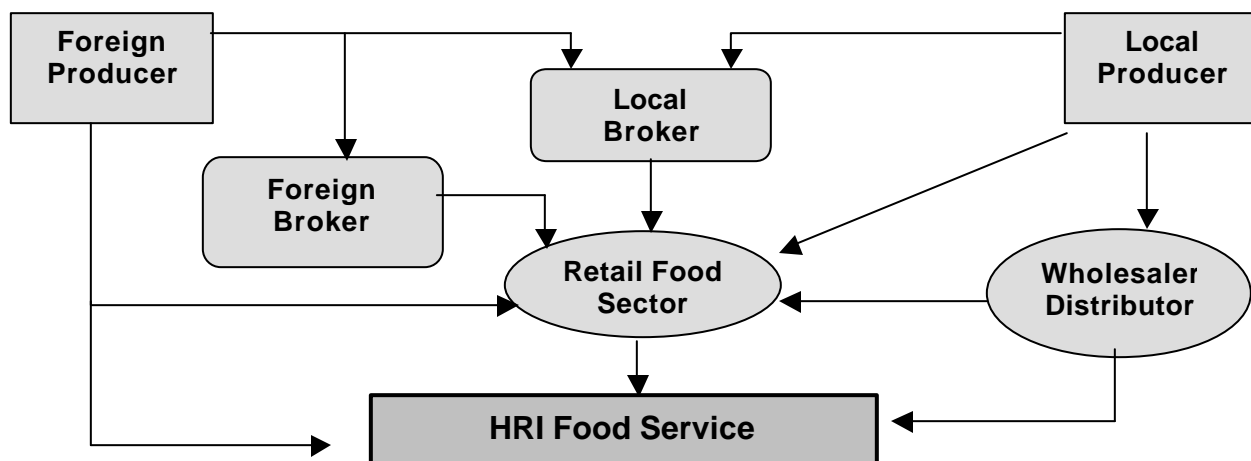 Foreign
Producer
Local
Producer
Local
Broker
Foreign
Broker
Retail Food
Sector
Wholesaler
Distributor
HRI Food Service